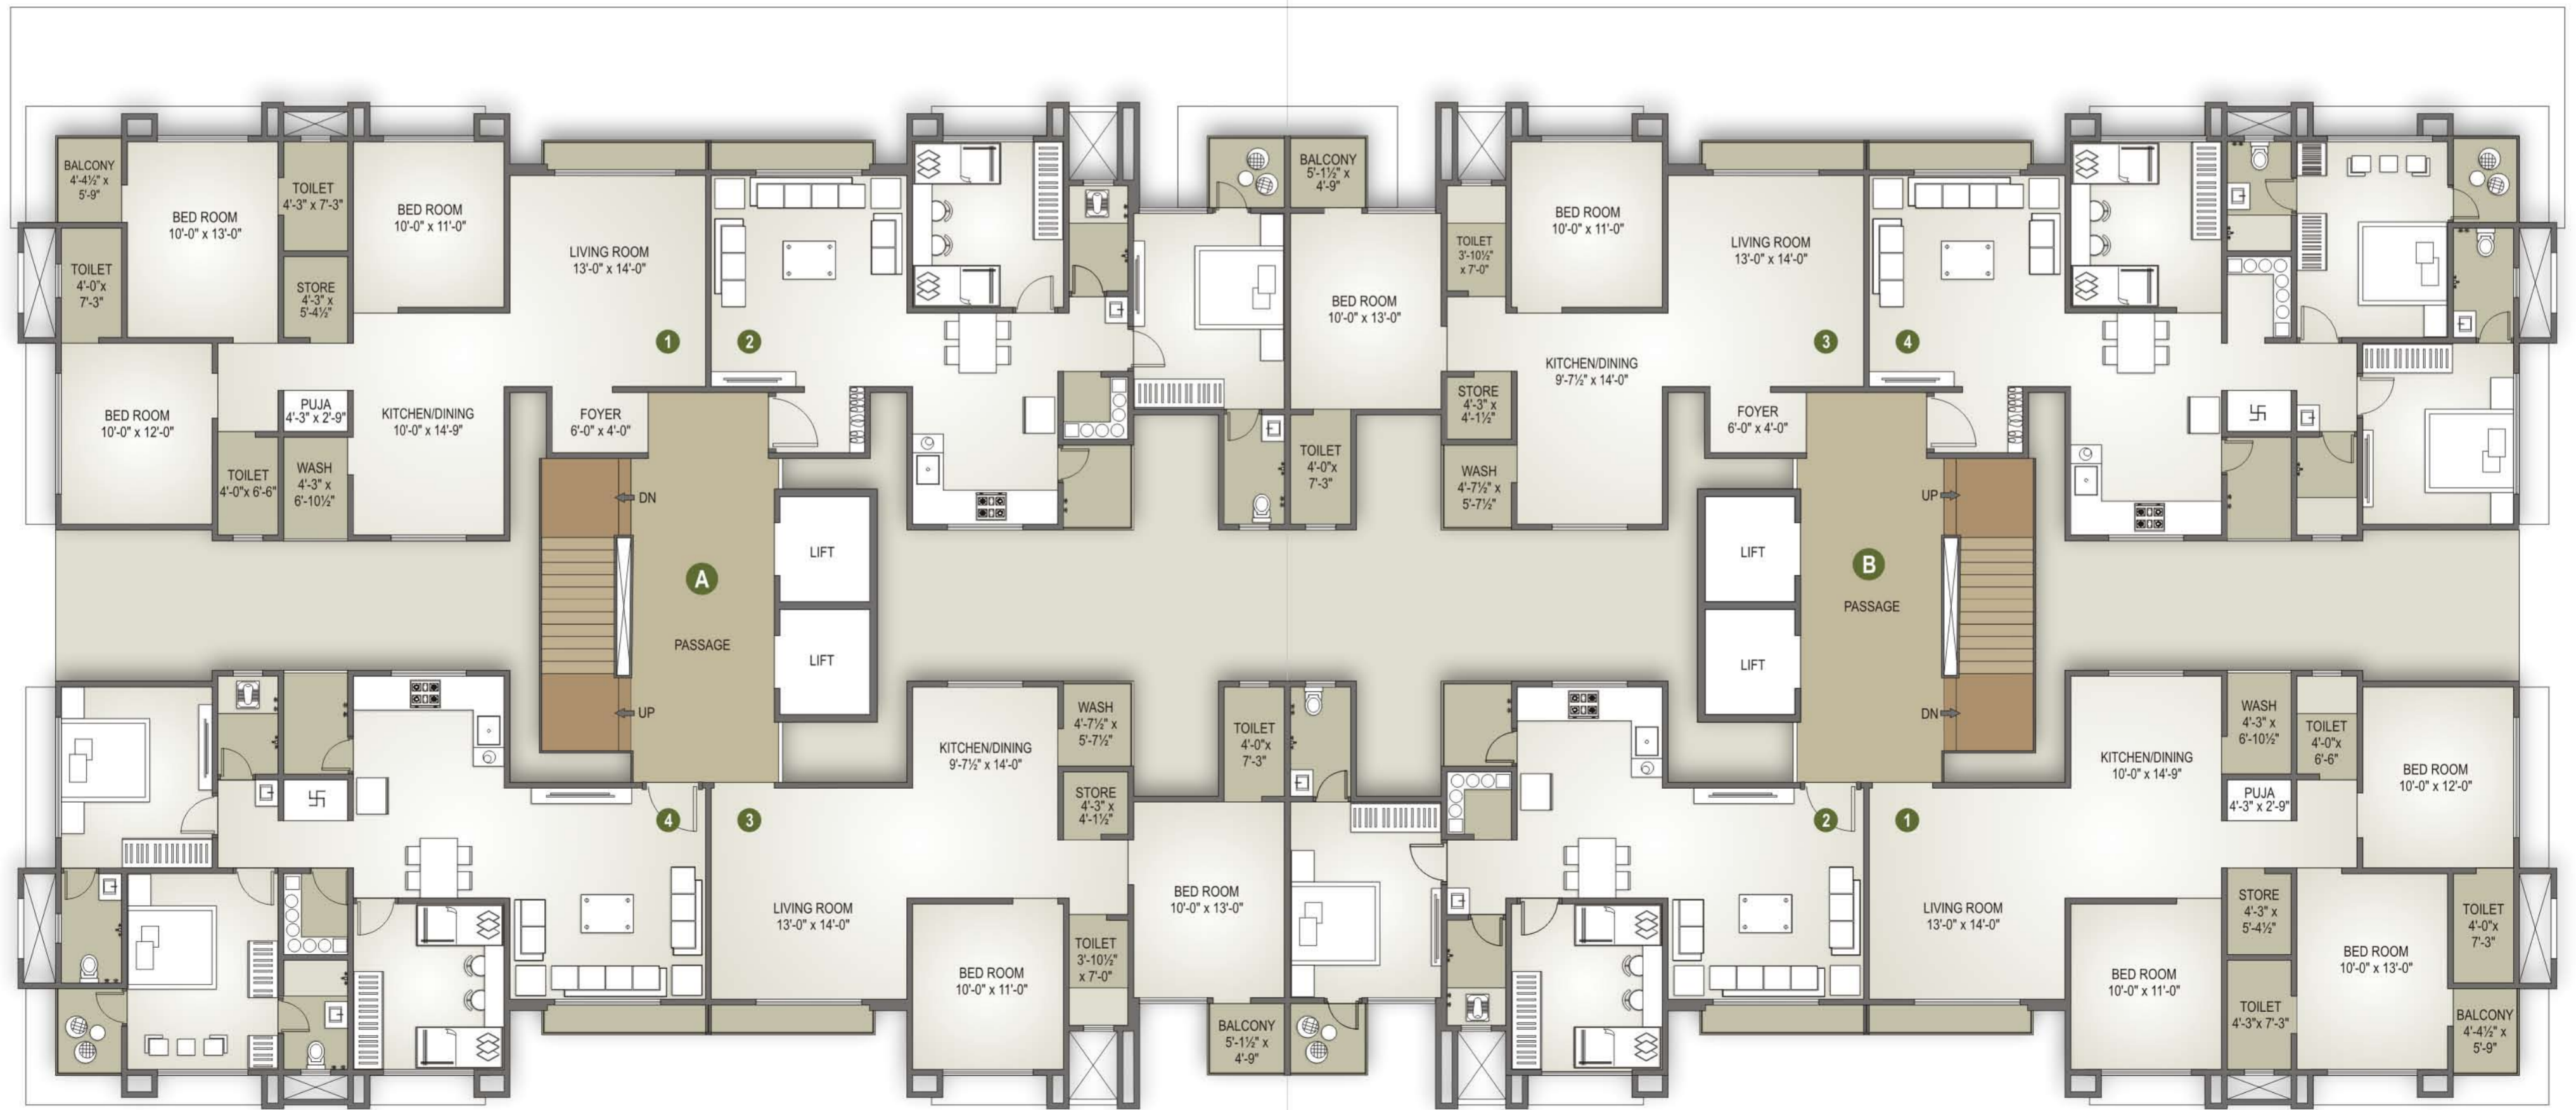 BALCONY
4'-4½" x
5'-9"
BED ROOM
10'-0" x 13'-0"
TOILET
4'-3" x 7'-3"
BED ROOM
10'-0" x 11'-0"
LIVING ROOM
13'-0" x 14'-0"
TOILET
4'-0"x
7'-3"
STORE
4'-3" x
5'-4½"
1
2
BED ROOM
10'-0" x 12'-0"
PUJA
4'-3" x 2'-9"
KITCHEN/DINING
10'-0" x 14'-9"
FOYER
6'-0" x 4'-0"
TOILET
4'-0"x 6'-6"
WASH
4'-3" x
6'-10½"
BALCONY
5'-1½" x
4'-9"
BED ROOM
10'-0" x 13'-0"
TOILET
3'-10½"
x 7'-0"
BED ROOM
10'-0" x 11'-0"
LIVING ROOM
13'-0" x 14'-0"
3
4
KITCHEN/DINING
9'-7½" x 14'-0"
STORE
4'-3" x
4'-1½"
FOYER
6'-0" x 4'-0"
TOILET
4'-0"x
7'-3"
WASH
4'-7½" x
5'-7½"
DN
A
PASSAGE
UP
LIFT
LIFT
LIFT
LIFT
UP
B
PASSAGE
DN
4
3
KITCHEN/DINING
9'-7½" x 14'-0"
WASH
4'-7½" x
5'-7½"
TOILET
4'-0"x
7'-3"
STORE
4'-3" x
4'-1½"
LIVING ROOM
13'-0" x 14'-0"
BED ROOM
10'-0" x 13'-0"
BED ROOM
10'-0" x 11'-0"
TOILET
3'-10½"
x 7'-0"
BALCONY
5'-1½" x
4'-9"
2
1
KITCHEN/DINING
10'-0" x 14'-9"
WASH
4'-3" x
6'-10½"
TOILET
4'-0"x
6'-6"
BED ROOM
10'-0" x 12'-0"
PUJA
4'-3" x 2'-9"
LIVING ROOM
13'-0" x 14'-0"
STORE
4'-3" x
5'-4½"
TOILET
4'-0"x
7'-3"
BED ROOM
10'-0" x 13'-0"
BED ROOM
10'-0" x 11'-0"
TOILET
4'-3"x 7'-3"
BALCONY
4'-4½" x
5'-9"